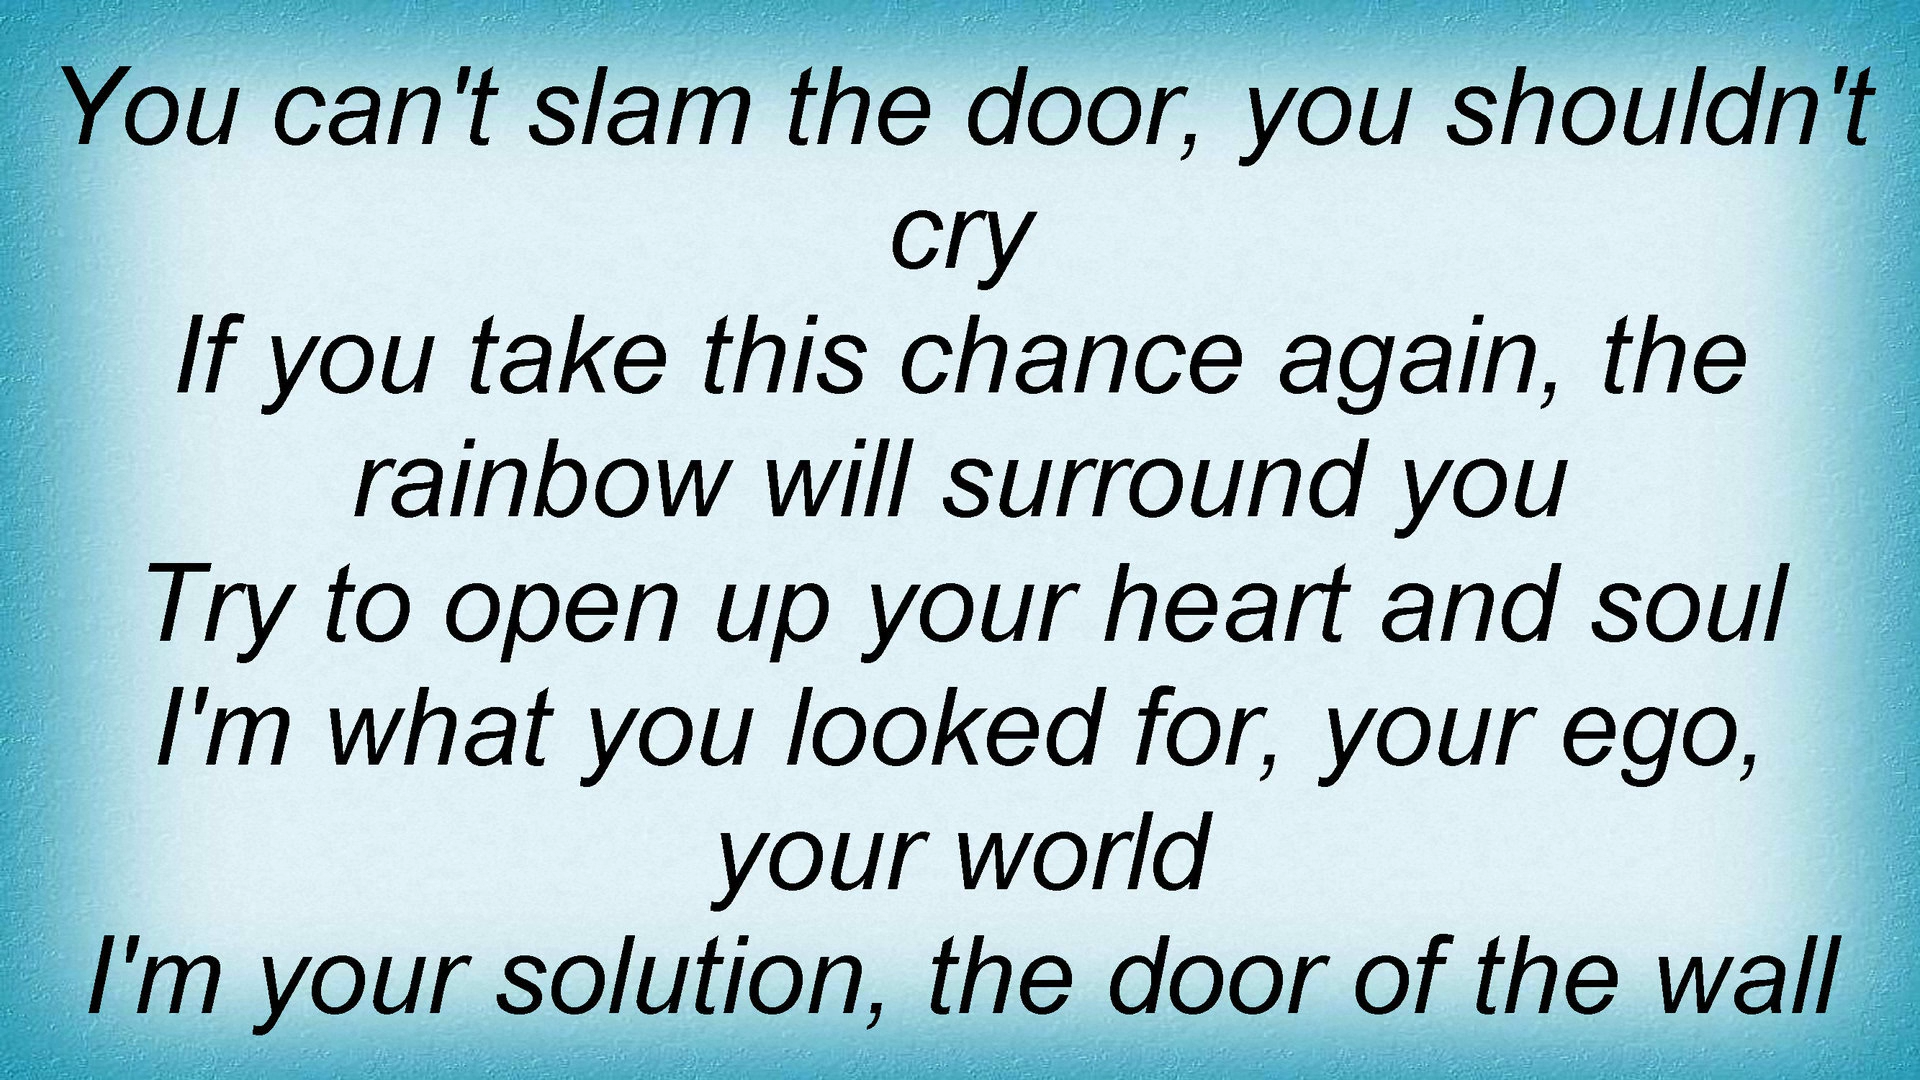 You can't slam the door, you shouldn't
cry
If you take this chance again, the
rainbow will surround you
Try to open up your heart and soul
I'm what you looked for, your ego,
your world
I'm your solution, the door of the wall